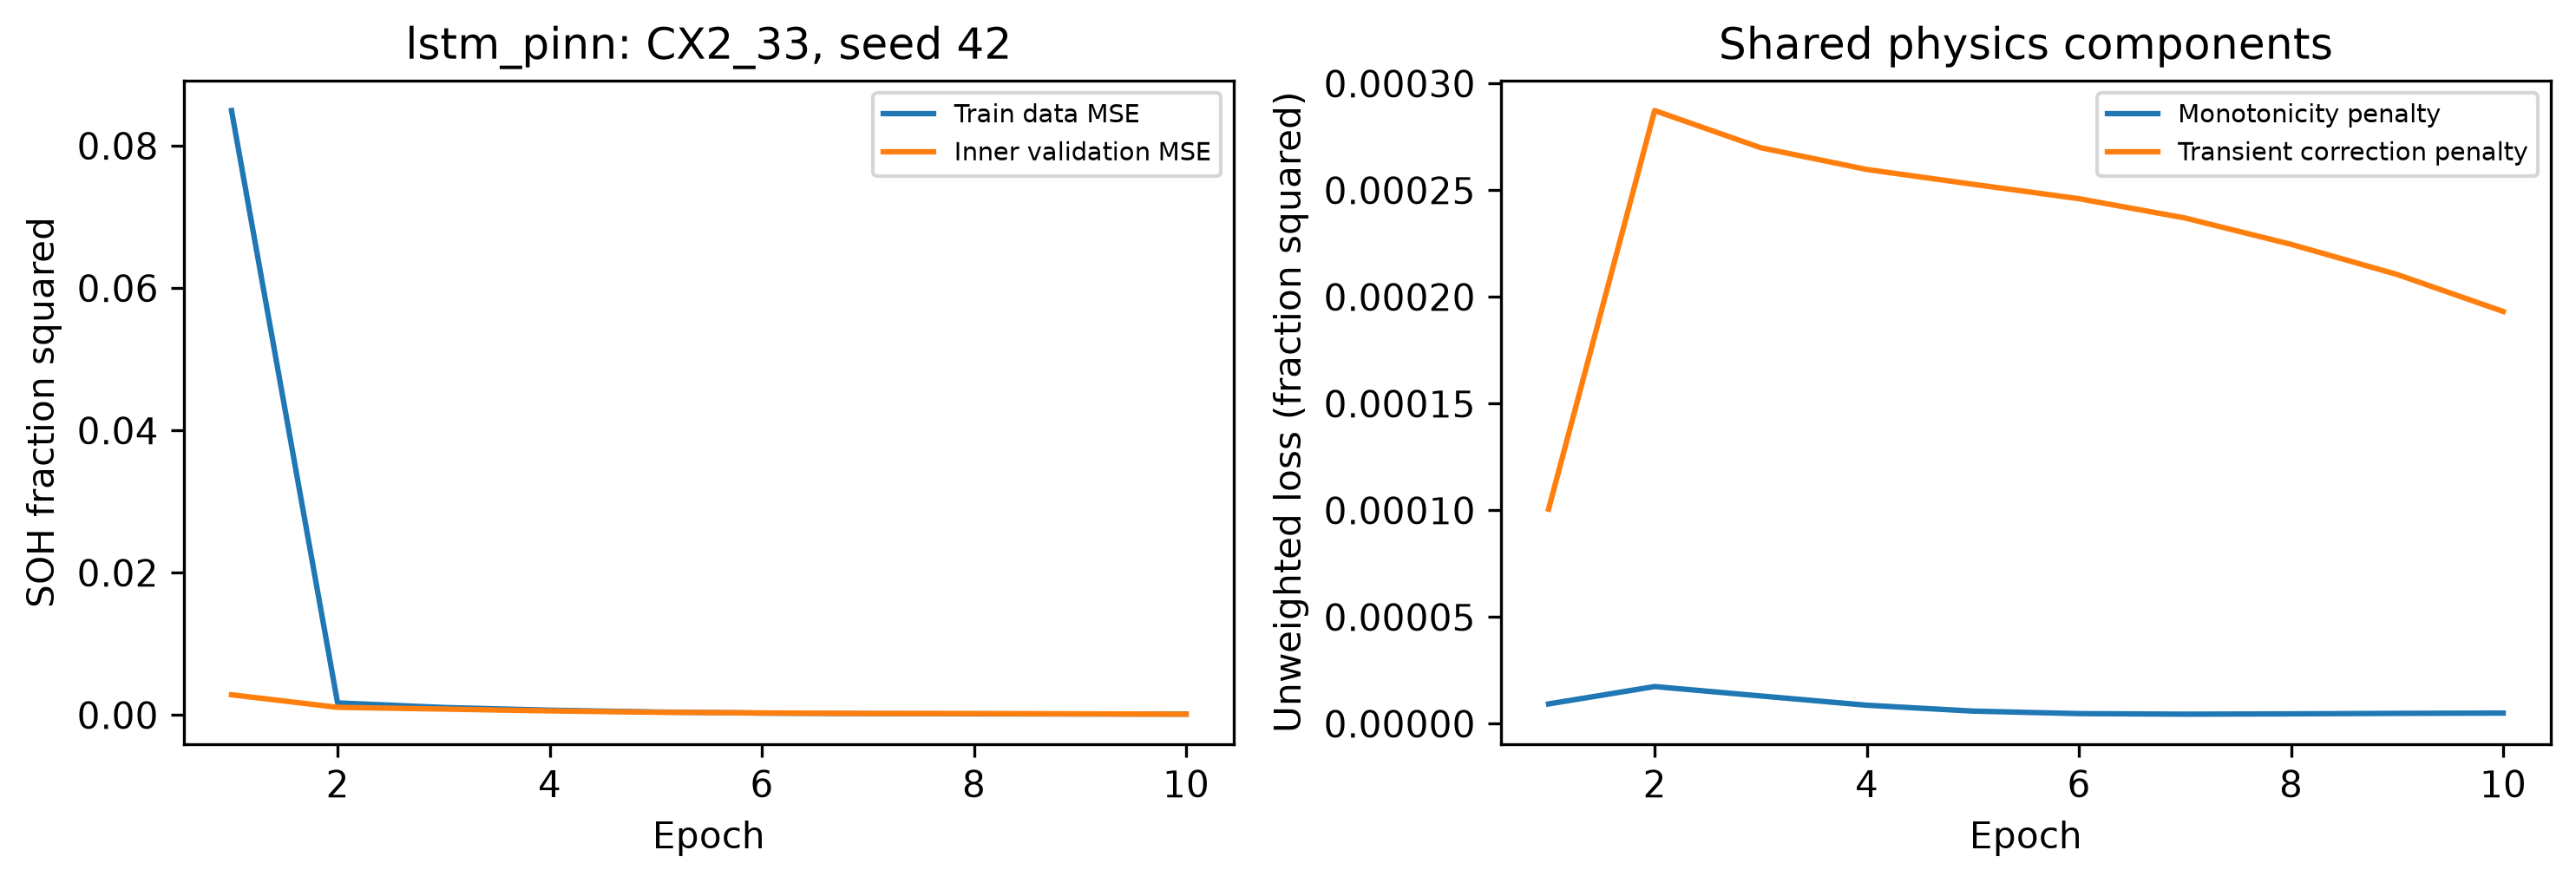 lstm_pinn: CX2_33, seed 42
SOH fraction squared
0.08
0.06
0.04
0.02
0.00
Train data MSE
Inner validation MSE
2 4 6 8 10
Epoch
Shared physics components
Unweighted loss (fraction squared)
0.00030
0.00025
0.00020
0.00015
0.00010
0.00005
0.00000
Monotonicity penalty
Transient correction penalty
2 4 6 8 10
Epoch